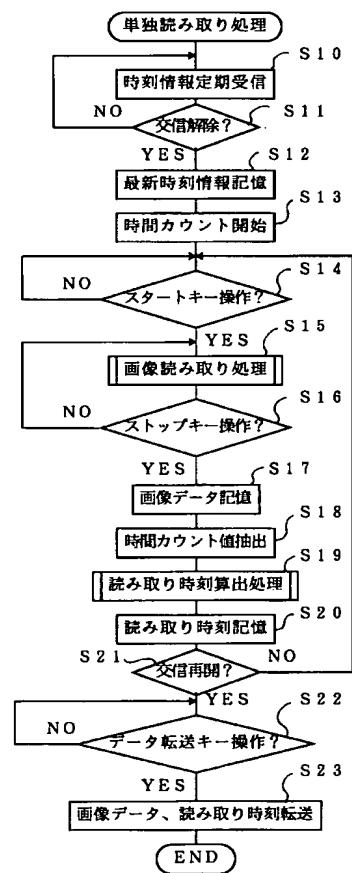 単独読み取り処理
S10
時刻情報定期受信
S11
NO
交信解除?
YES
S12
最新時刻情報記憶
S13
時間カウント開始
S14
NO
スタートキー操作?
YES
S15
画像読み取り処理
S16
NO
ストップキー操作?
YES
S17
画像データ記憶
S18
時間カウント値抽出
S19
読み取り時刻算出処理
S20
読み取り時刻記憶
S21
交信再開?
NO
YES
S22
NO
データ転送キー操作?
YES
S23
画像データ、読み取り時刻転送
END